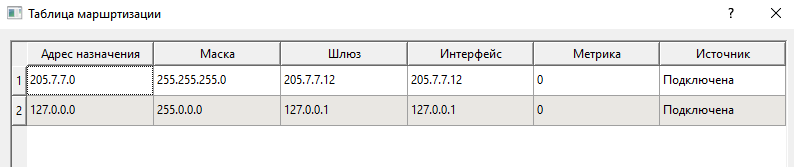 Таблица маршртизации
? ×
Адрес назначения Маска Шлюз Интерфейс Метрика Источник
1 205.7.7.0 255.255.255.0 205.7.7.12 205.7.7.12 0 Подключена
2 127.0.0.0 255.0.0.0 127.0.0.1 127.0.0.1 0 Подключена